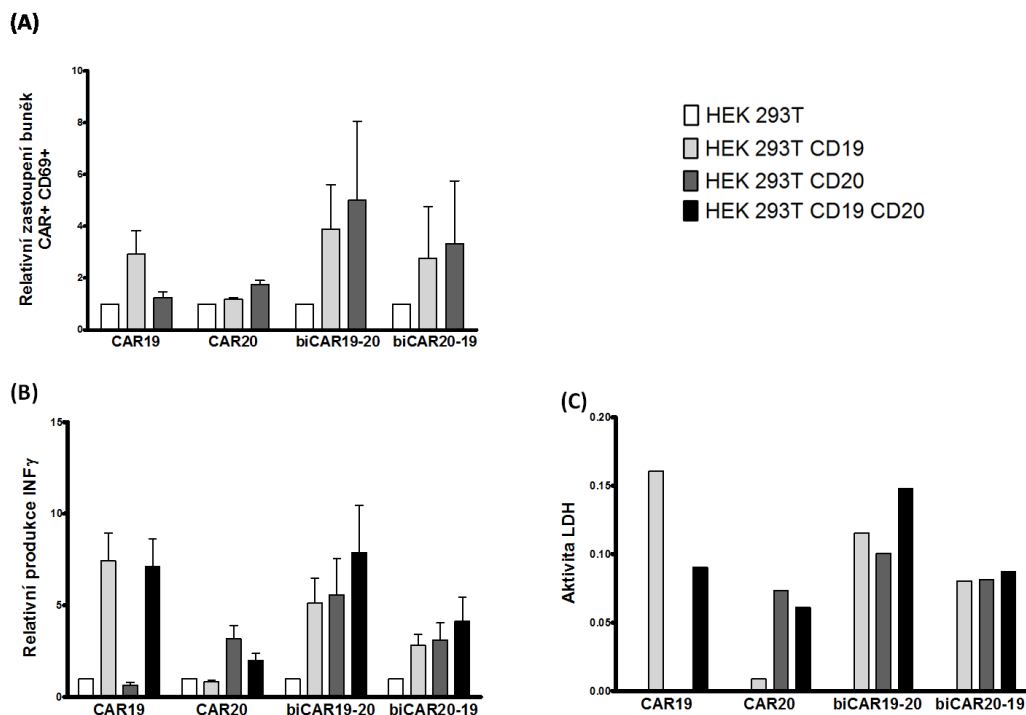 (A)
Relativní zastoupení buněk
CAR+ CD69+
10
8
6
4
2
0
CAR19 CAR20 biCAR19-20 biCAR20-19
HEK 293T
HEK 293T CD19
HEK 293T CD20
HEK 293T CD19 CD20
(B)
Relativní produkce INFγ
15
10
5
0
CAR19 CAR20 biCAR19-20 biCAR20-19
(C)
Aktivita LDH
0.20
0.15
0.10
0.05
0.00
CAR19 CAR20 biCAR19-20 biCAR20-19